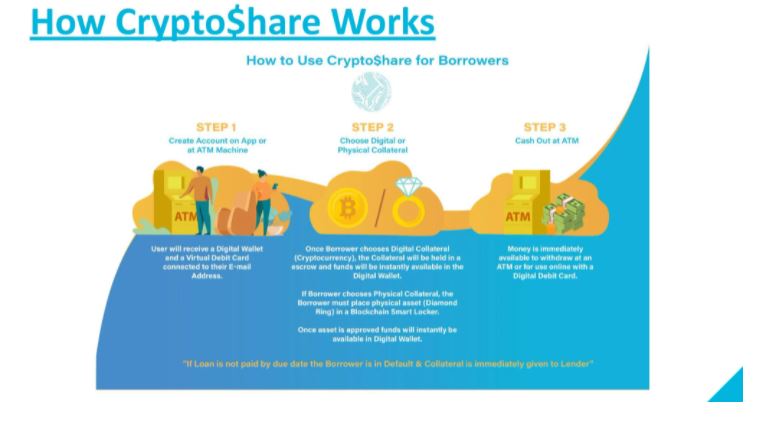 How Crypto$hare Works
How to Use Crypto$hare for Borrowers
STEP 1
Create Account on App or
at ATM Machine
ATM
User will receive a Digital Wallet
and a Virtual Debit Card
connected to their E-mail
Address.
STEP 2
Choose Digital or
Physical Collateral
Once Borrower chooses Digital Collateral
(Cryptocurrency), the Collateral will be held in a
escrow and funds will be instantly available in the
Digital Wallet.
If Borrower chooses Physical Collateral, the
Borrower must place physical asset (Diamond
Ring) in a Blockchain Smart Locker.
Once asset is approved funds will instantly be
available in Digital Wallet.
STEP 3
Cash Out at ATM
ATM
Money is immediately
available to withdraw at an
ATM or for use online with a
Digital Debit Card.
"If Loan is not paid by due date the Borrower is in Default & Collateral is immediately given to Lender"